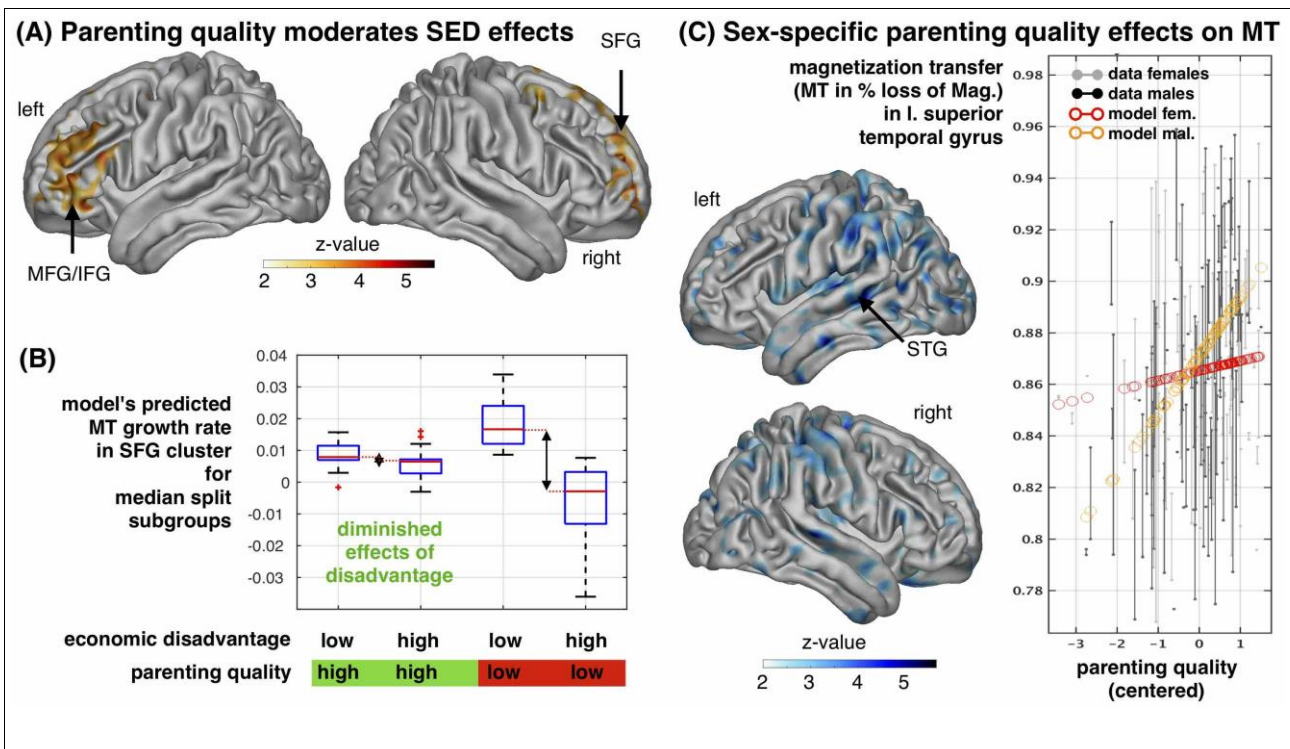 (A) Parenting quality moderates SED effects
SFG
left
MFG/IFG
z-value
2 3 4 5
right
(B)
model's predicted
MT growth rate
in SFG cluster
for
median split
subgroups
0.04
0.03
0.02
0.01
0
-0.01
-0.02
-0.03
diminished
effects of
disadvantage
economic disadvantage low high low high
parenting quality high high low low
(C) Sex-specific parenting quality effects on MT
magnetization transfer
(MT in % loss of Mag.)
in l. superior
temporal gyrus
left
STG
right
z-value
2 3 4 5
data females
data males
model fem.
model mal.
0.98
0.96
0.94
0.92
0.9
0.88
0.86
0.84
0.82
0.8
0.78
-3 -2 -1 0 1
parenting quality
(centered)